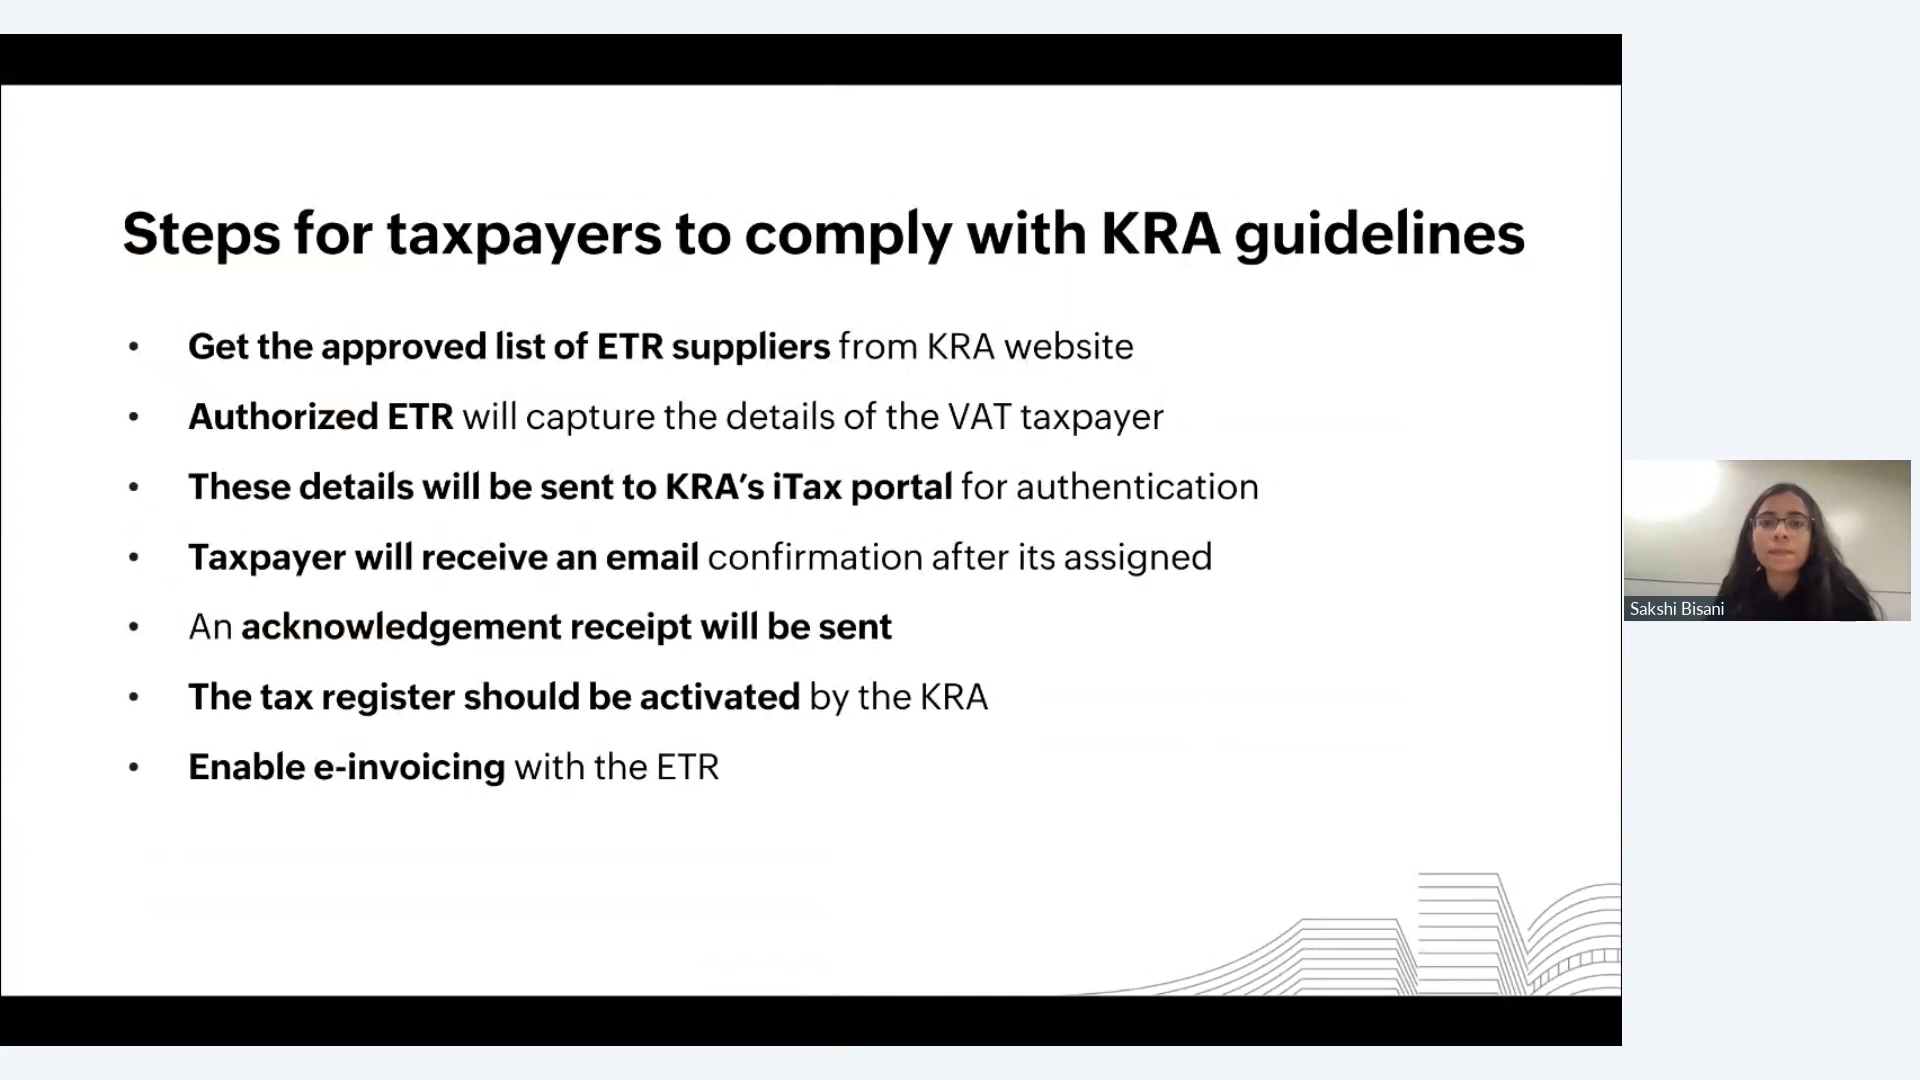 Steps for taxpayers to comply with KRA guidelines
• Get the approved list of ETR suppliers from KRA website
• Authorized ETR will capture the details of the VAT taxpayer
• These details will be sent to KRA’s iTax portal for authentication
• Taxpayer will receive an email confirmation after its assigned
• An acknowledgement receipt will be sent
• The tax register should be activated by the KRA
• Enable e-invoicing with the ETR
Sakshi Bisani